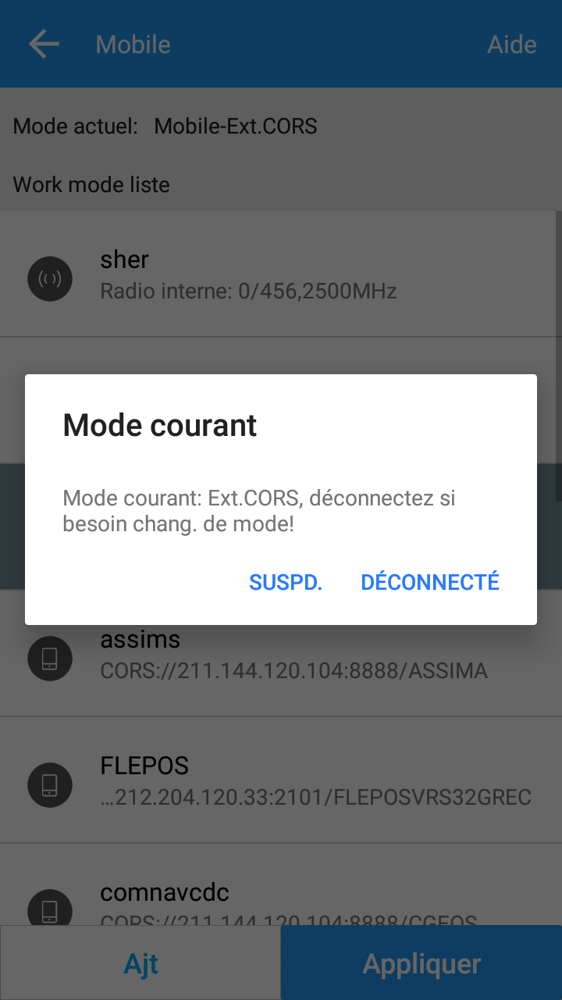 Mobile
Aide
Mode actuel: Mobile-Ext.CORS
Work mode liste
sher
Radio interne: 0/456,2500MHz
Mode courant
Mode courant: Ext.CORS, déconnectez si
besoin chang. de mode!
SUSPD.
DÉCONNECTÉ
assims
CORS://211.144.120.104:8888/ASSIMA
FLEPOS
...212.204.120.33:2101/FLEPOSVRS32GREC
comnavcdc
CORS://211.144.120.104:8888/CGEOS
Ajt
Appliquer